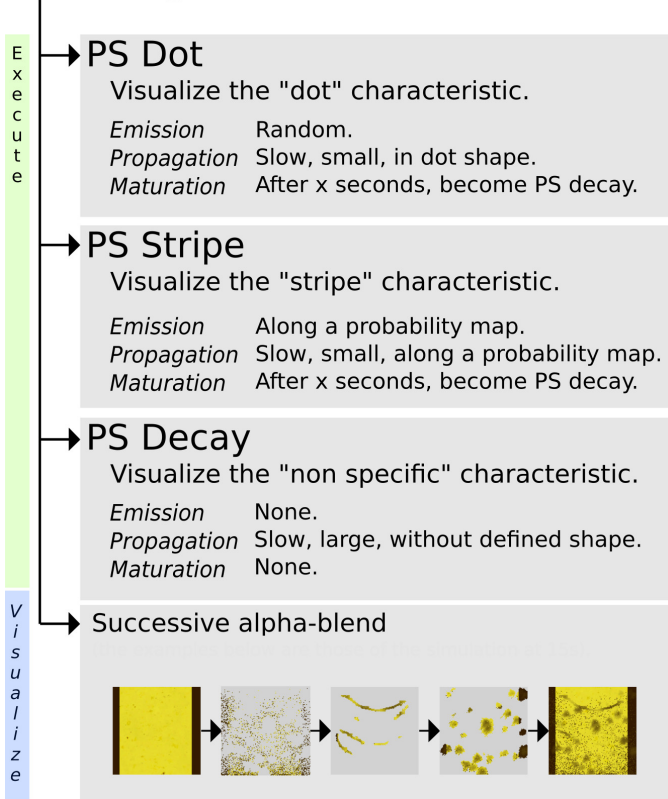 Execute
PS Dot
Visualize the "dot" characteristic.
Emission Random.
Propagation Slow, small, in dot shape.
Maturation After x seconds, become PS decay.
PS Stripe
Visualize the "stripe" characteristic.
Emission Along a probability map.
Propagation Slow, small, along a probability map.
Maturation After x seconds, become PS decay.
PS Decay
Visualize the "non specific" characteristic.
Emission None.
Propagation Slow, large, without defined shape.
Maturation None.
Visualize
Successive alpha-blend